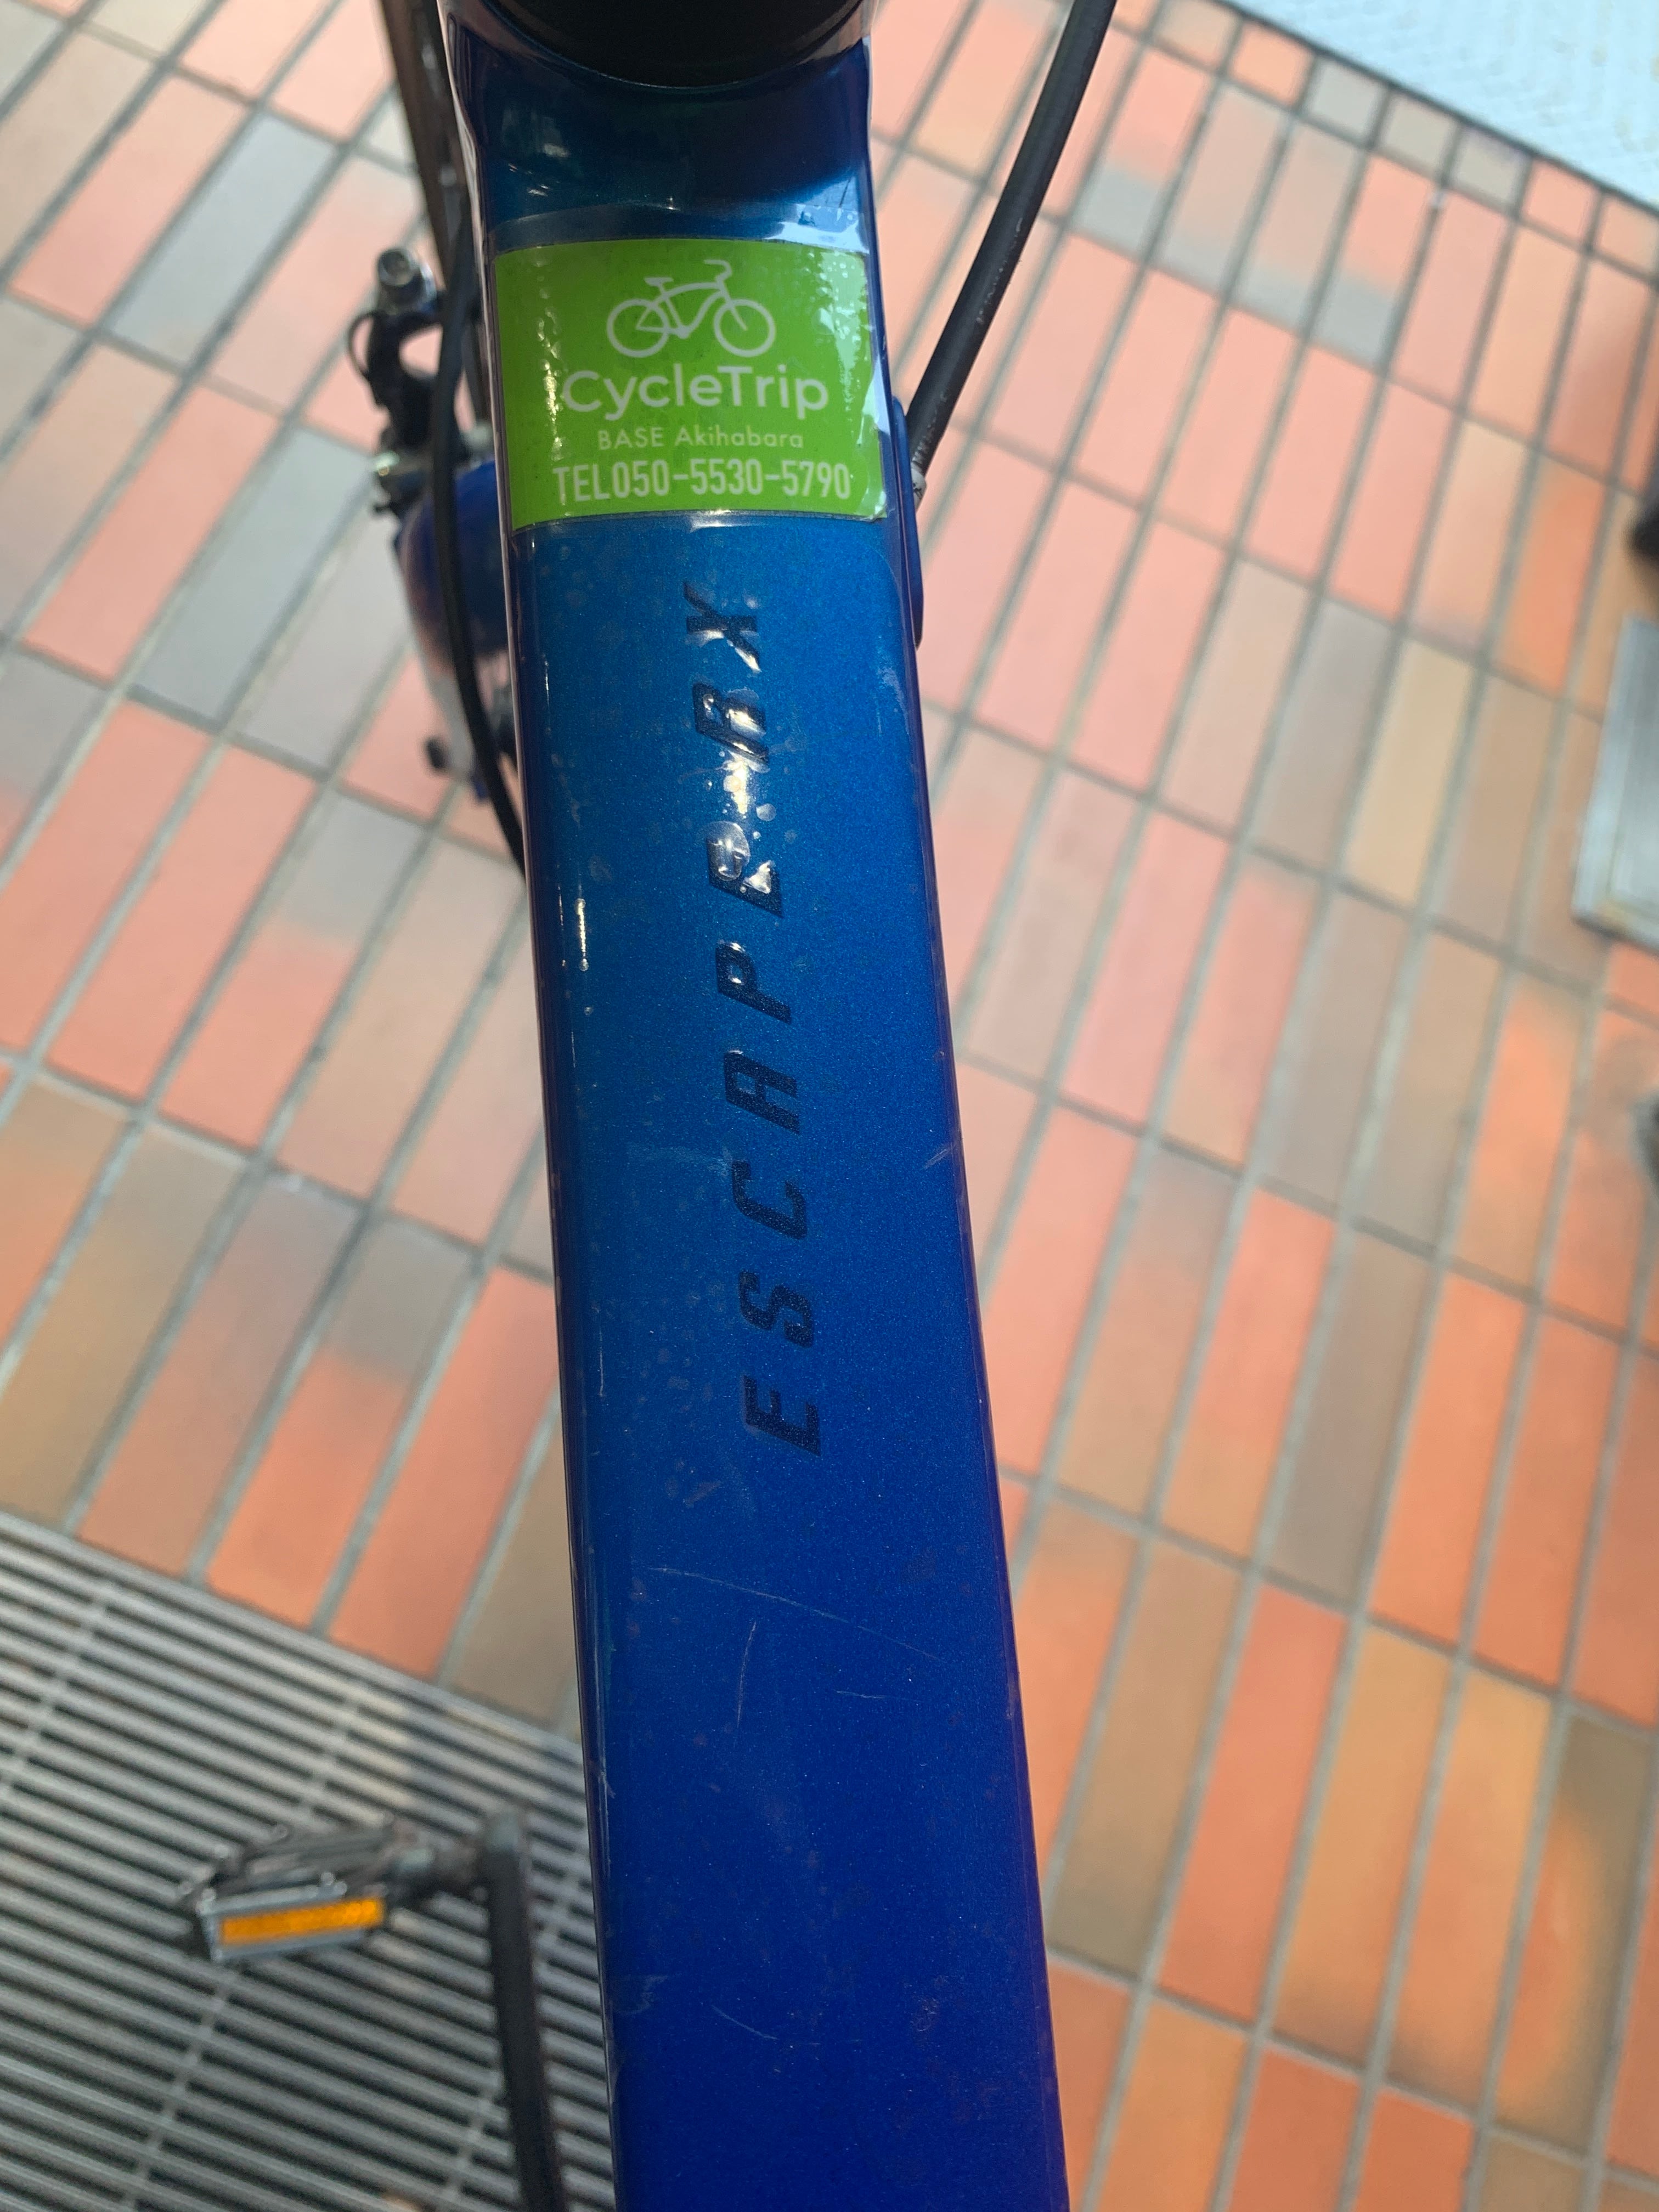 CycleTrip
BASE Akihabara
TEL050-5530-5790
ESCAPE RX